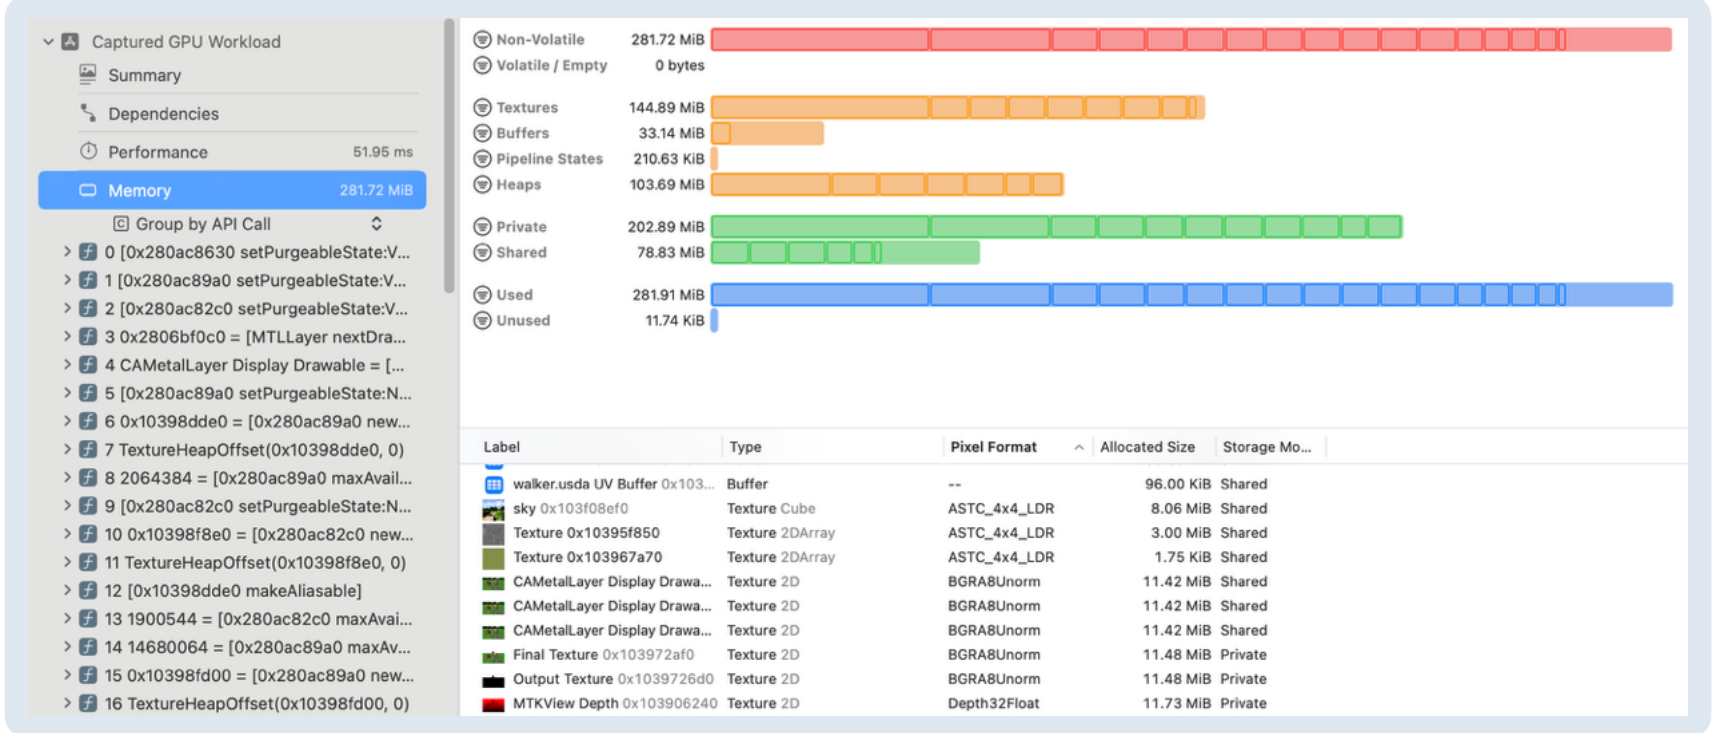 Captured GPU Workload
Summary
Dependencies
Performance 51.95 ms
Memory 281.72 MiB
Group by API Call
0 [0x280ac8630 setPurgeableState:V...
1 [0x280ac89a0 setPurgeableState:V...
2 [0x280ac82c0 setPurgeableState:V...
3 0x2806bf0c0 = [MTLLayer nextDra...
4 CAMetalLayer Display Drawable = [...
5 [0x280ac89a0 setPurgeableState:N...
6 0x10398dde0 = [0x280ac89a0 new...
7 TextureHeapOffset(0x10398dde0, 0)
8 2064384 = [0x280ac89a0 maxAvail...
9 [0x280ac82c0 setPurgeableState:N...
10 0x10398f8e0 = [0x280ac82c0 new...
11 TextureHeapOffset(0x10398f8e0, 0)
12 [0x10398dde0 makeAliasable]
13 1900544 = [0x280ac82c0 maxAvai...
14 14680064 = [0x280ac89a0 maxAv...
15 0x10398fd00 = [0x280ac89a0 new...
16 TextureHeapOffset(0x10398fd00, 0)
Non-Volatile 281.72 MiB
Volatile / Empty 0 bytes
Textures 144.89 MiB
Buffers 33.14 MiB
Pipeline States 210.63 KiB
Heaps 103.69 MiB
Private 202.89 MiB
Shared 78.83 MiB
Used 281.91 MiB
Unused 11.74 KiB
Label Type Pixel Format Allocated Size Storage Mo...
walker.usda UV Buffer 0x103... Buffer -- 96.00 KiB Shared
sky 0x103f08ef0 Texture Cube ASTC_4x4_LDR 8.06 MiB Shared
Texture 0x10395f850 Texture 2DArray ASTC_4x4_LDR 3.00 MiB Shared
Texture 0x103967a70 Texture 2DArray ASTC_4x4_LDR 1.75 KiB Shared
CAMetalLayer Display Drawa... Texture 2D BGRA8Unorm 11.42 MiB Shared
CAMetalLayer Display Drawa... Texture 2D BGRA8Unorm 11.42 MiB Shared
CAMetalLayer Display Drawa... Texture 2D BGRA8Unorm 11.42 MiB Shared
Final Texture 0x103972af0 Texture 2D BGRA8Unorm 11.48 MiB Private
Output Texture 0x1039726d0 Texture 2D BGRA8Unorm 11.48 MiB Private
MTKView Depth 0x103906240 Texture 2D Depth32Float 11.73 MiB Private